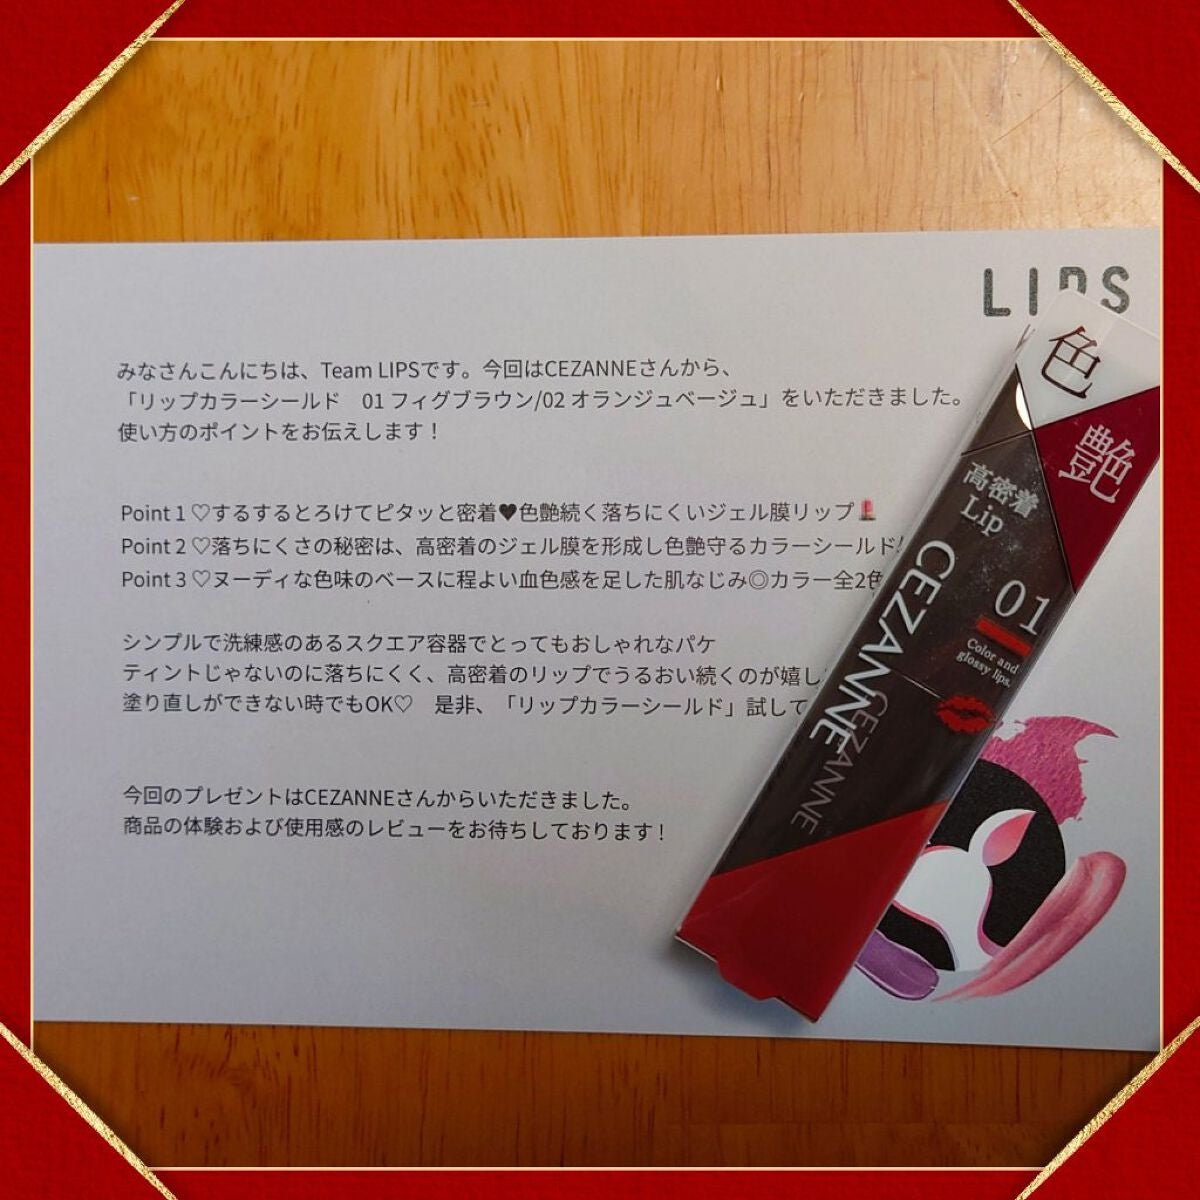 LIPS
みなさんこんにちは、Team LIPSです。今回はCEZANNEさんから、
「リップカラーシールド　01 フィグブラウン/02 オランジュベージュ」をいただきました。
使い方のポイントをお伝えします！
Point 1 ♡するするとろけてピタッと密着♥色艶続く落ちにくいジェル膜リップ💄
Point 2 ♡落ちにくさの秘密は、高密着のジェル膜を形成し色艶守るカラーシールド
Point 3 ♡ヌーディな色味のベースに程よい血色感を足した肌なじみ◎カラー全2色
シンプルで洗練感のあるスクエア容器でとってもおしゃれなパケ
ティントじゃないのに落ちにくく、高密着のリップでうるおい続くのが嬉し
塗り直しができない時でもOK♡　是非、「リップカラーシールド」試して
今回のプレゼントはCEZANNEさんからいただきました。
商品の体験および使用感のレビューをお待ちしております！
色
艶
高密着
Lip
CEZANNE
CEZANNE
01
Color and
glossy lips.